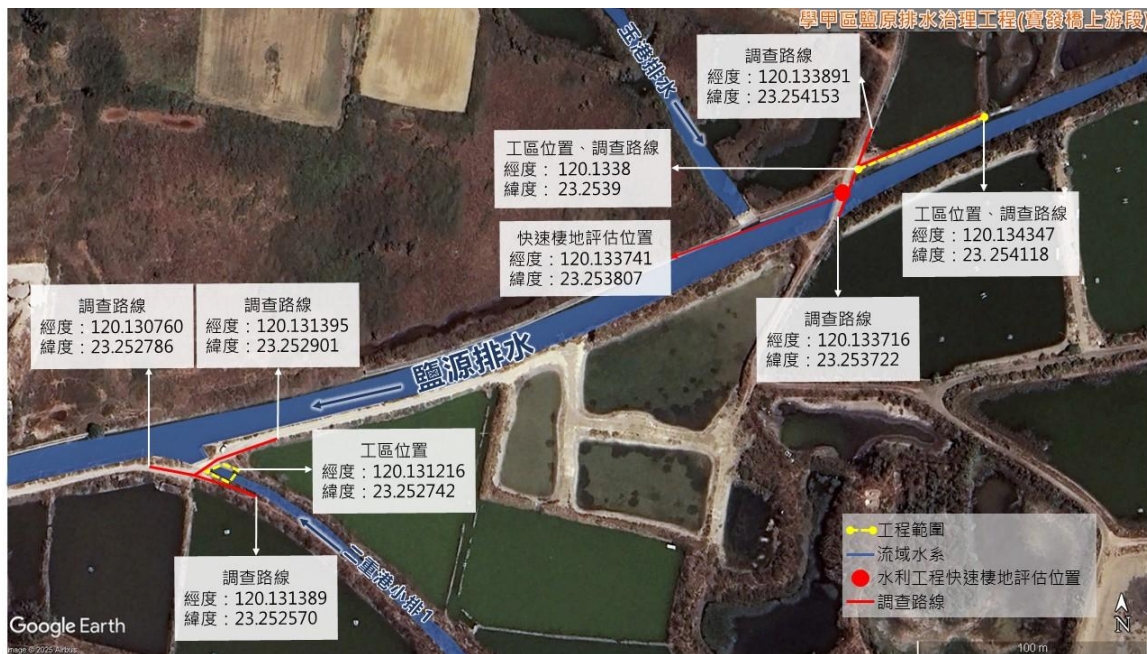 學甲區鹽原排水治理工程(寶發橋上游段)
玉港排水
調查路線
經度：120.133891
緯度：23.254153
工區位置、調查路線
經度： 120.1338
緯度： 23.2539
快速棲地評估位置
經度：120.133741
緯度：23.253807
工區位置、調查路線
經度：120.134347
緯度：23. 254118
調查路線
經度：120.130760
緯度：23.252786
調查路線
經度：120.131395
緯度：23.252901
調查路線
經度：120.133716
緯度：23.253722
鹽源排水
工區位置
經度：120.131216
緯度：23.252742
二重港小排1
調查路線
經度：120.131389
緯度：23.252570
工程範圍
流域水系
水利工程快速棲地評估位置
調查路線
N
100 m
Google Earth
Image © 2025 Airbus